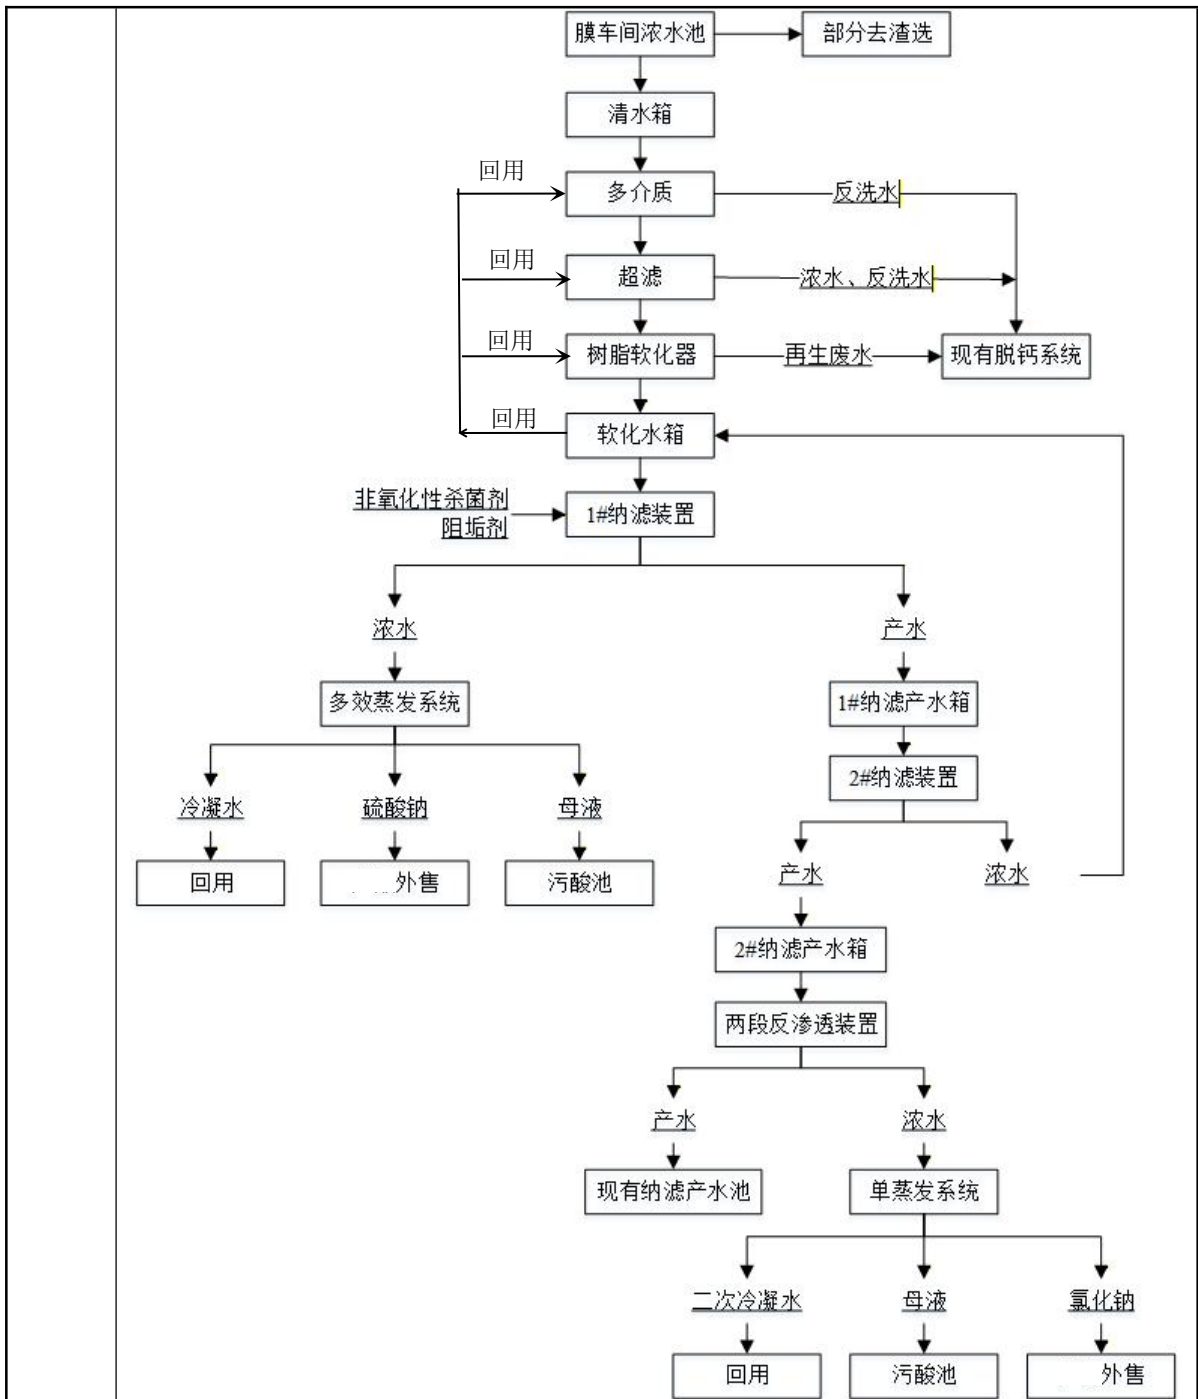 膜车间浓水池
部分去渣选
清水箱
回用
多介质
反洗水
回用
超滤
浓水、反洗水
回用
树脂软化器
再生废水
现有脱钙系统
回用
软化水箱
非氧化性杀菌剂
阻垢剂
1#纳滤装置
浓水
产水
多效蒸发系统
1#纳滤产水箱
2#纳滤装置
冷凝水
硫酸钠
母液
产水
浓水
回用
外售
污酸池
2#纳滤产水箱
两段反渗透装置
产水
浓水
现有纳滤产水池
单蒸发系统
二次冷凝水
母液
氯化钠
回用
污酸池
外售